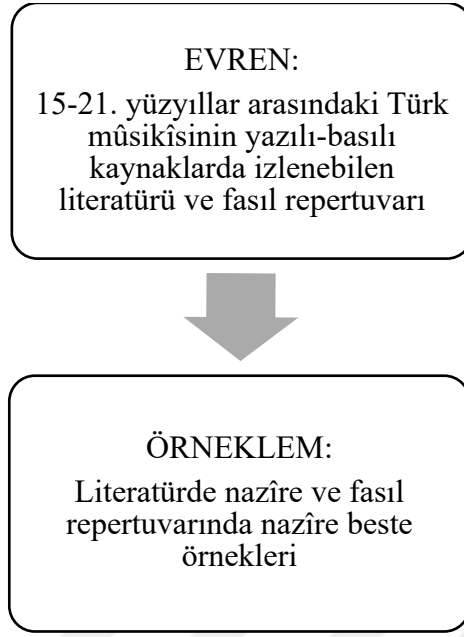 EVREN:
15-21. yüzyıllar arasındaki Türk
mûsikîsinin yazılı-basılı
kaynaklarda izlenebilen
literatürü ve fasıl repertuvarı
ÖRNEKLEM:
Literatürde nazîre ve fasıl
repertuvarında nazîre beste
örnekleri